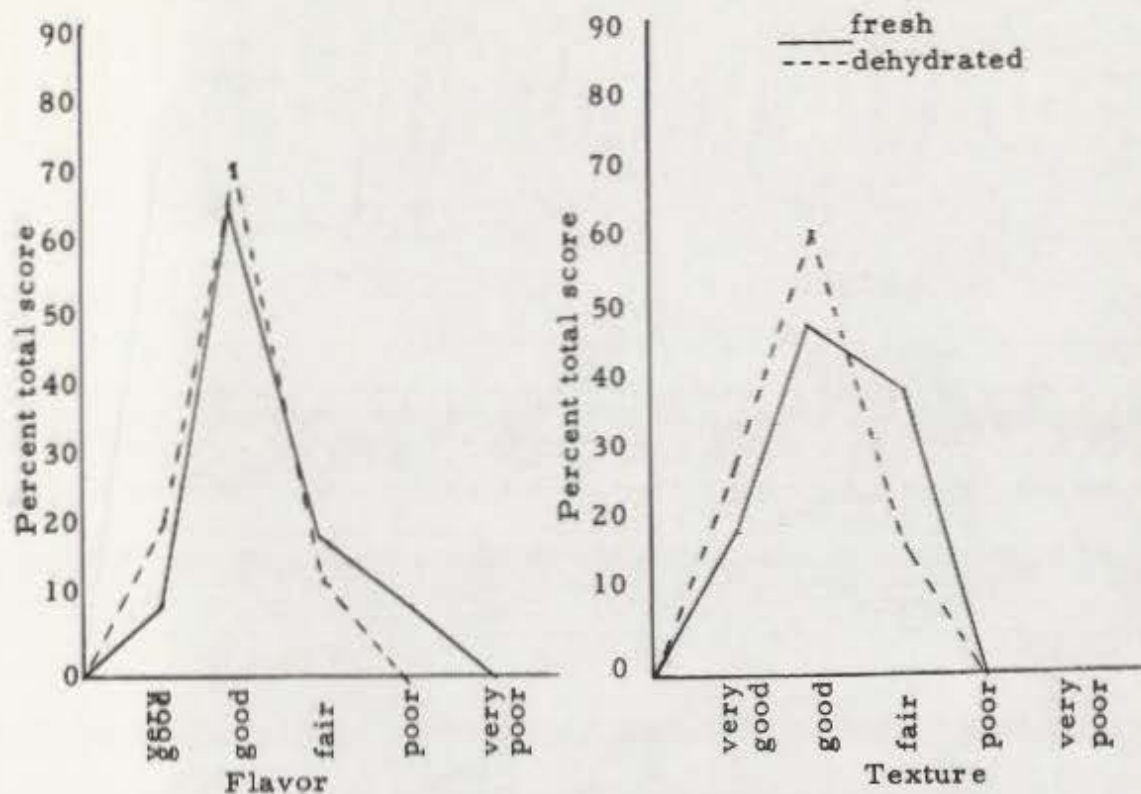 Percent total score
90
80
70
60
50
40
30
20
10
0
very good
good
fair
poor
very poor
Flavor
fresh
dehydrated
Percent total score
90
80
70
60
50
40
30
20
10
0
very good
good
fair
poor
very poor
Texture